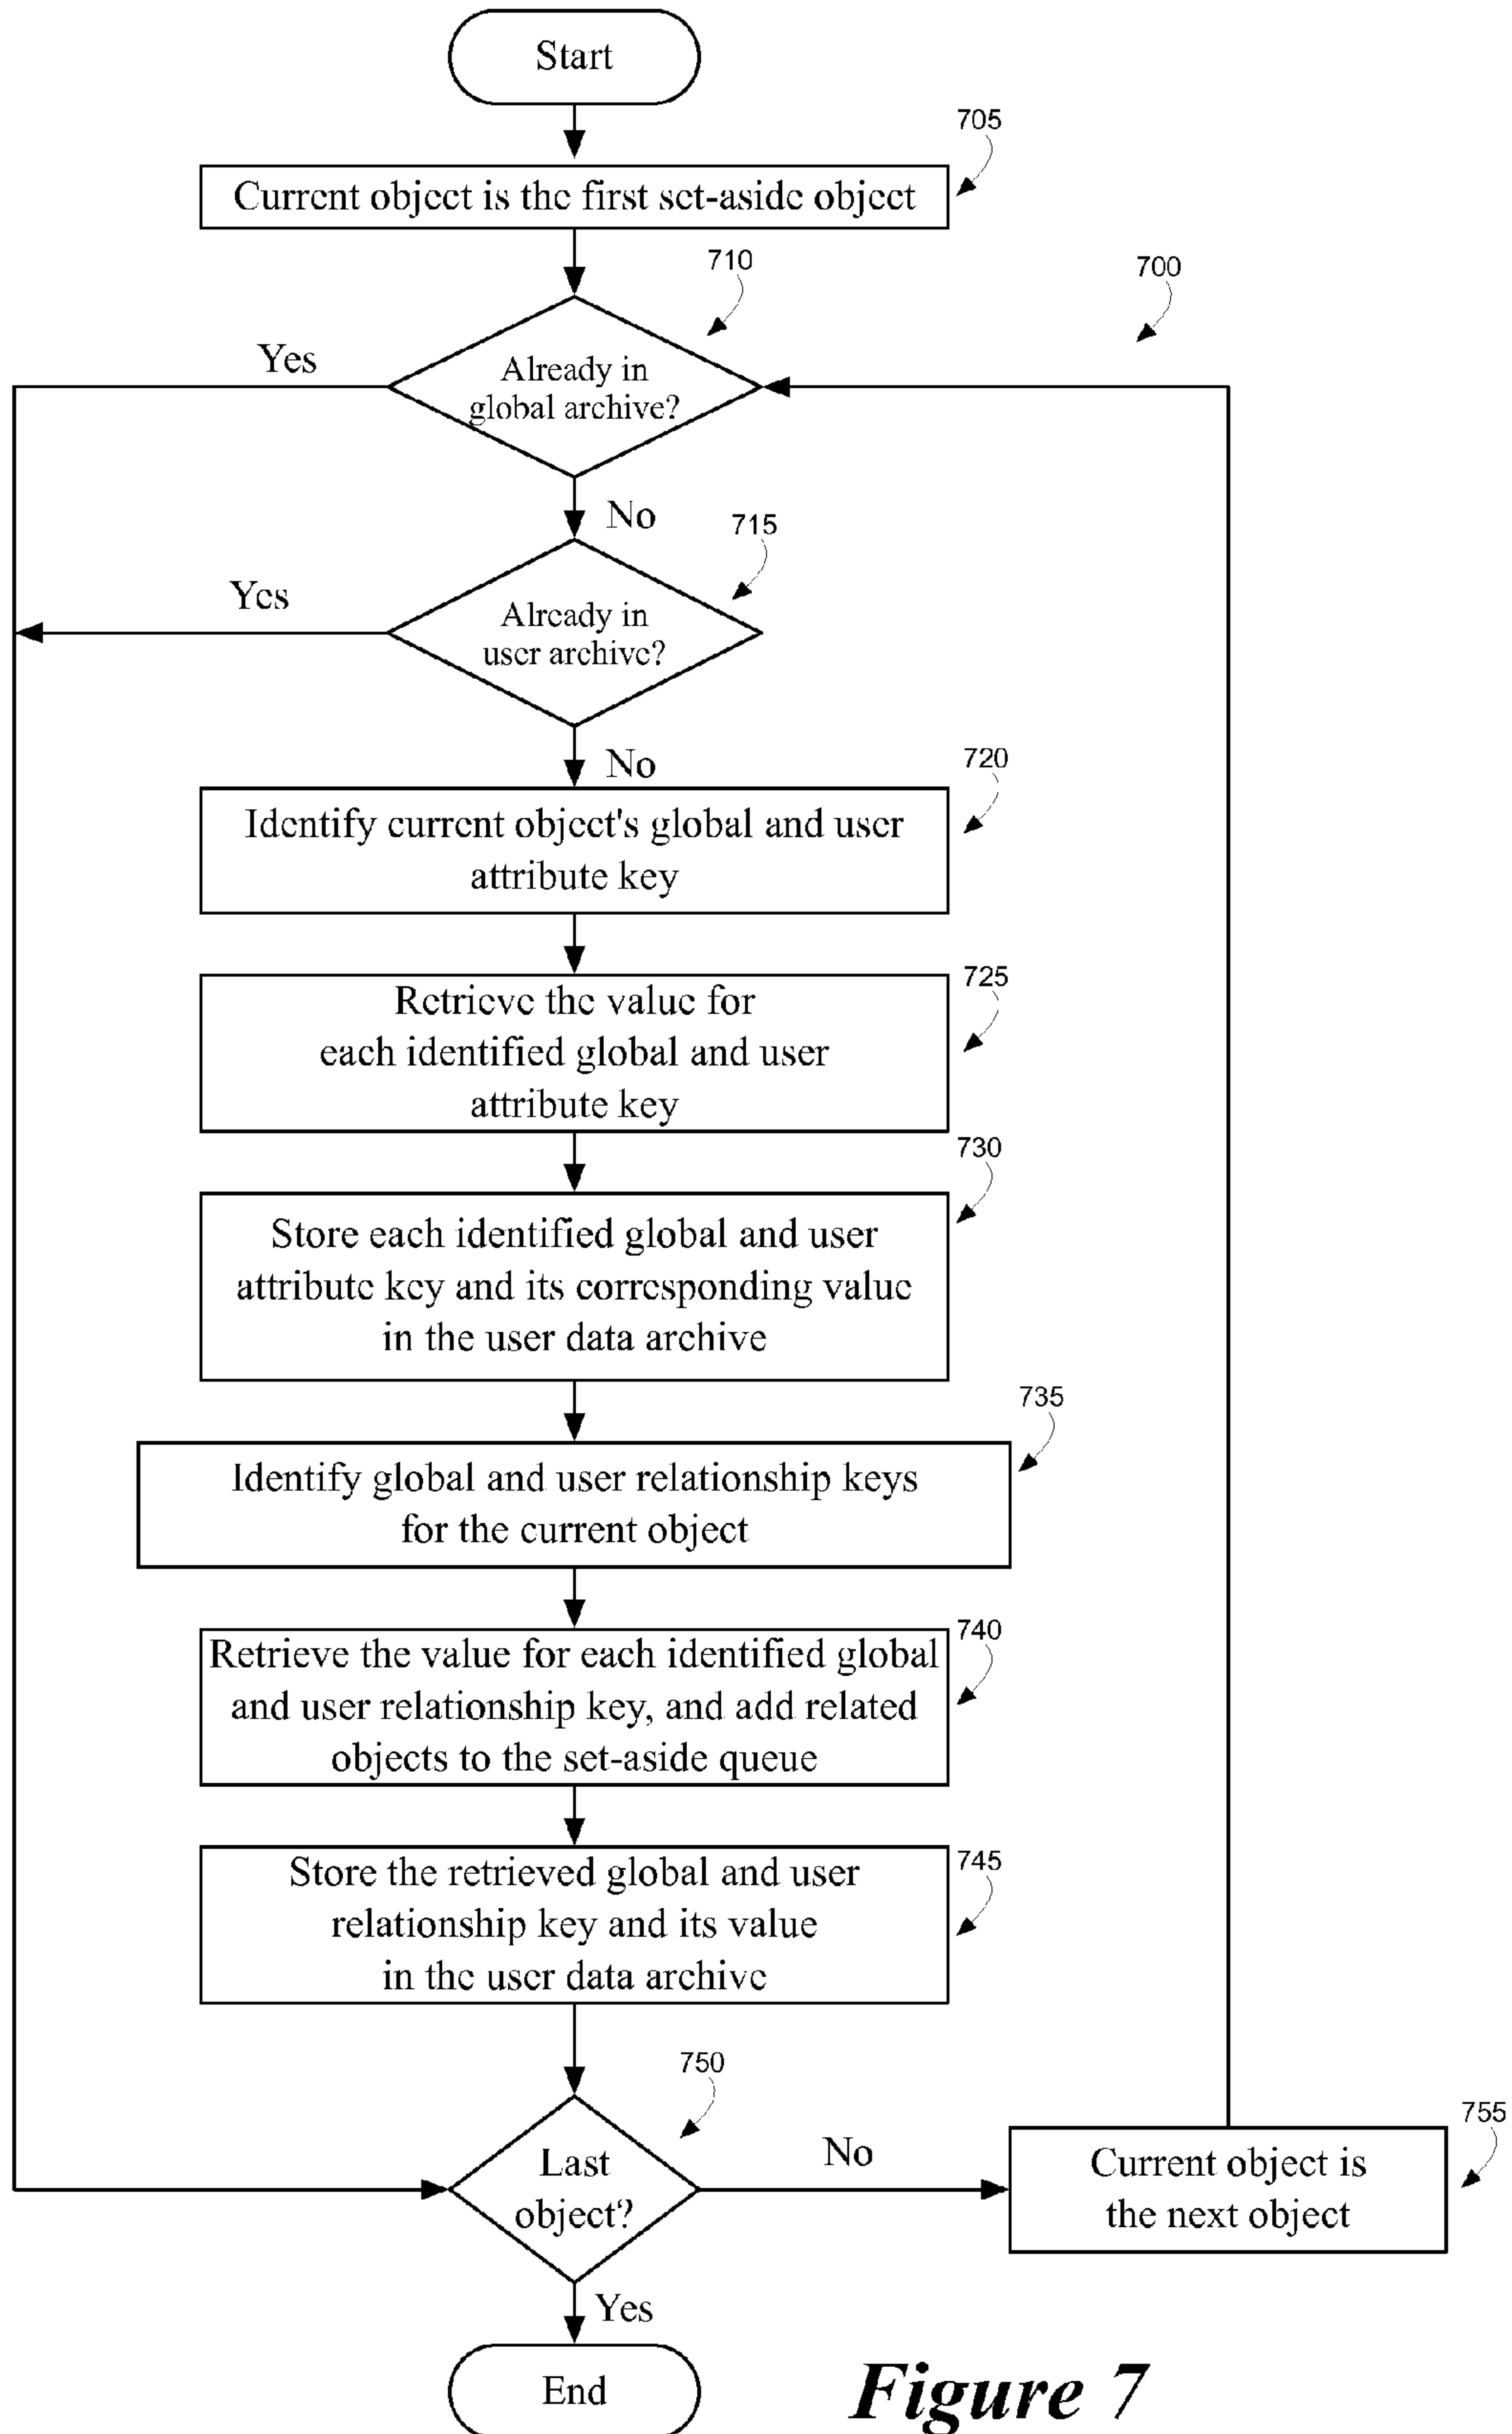 Start
705
Current object is the first set-aside object
710
700
Yes
Already in
global archive?
No
715
Yes
Already in
user archive?
No
720
Identify current object's global and user
attribute key
725
Retrieve the value for
each identified global and user
attribute key
730
Store each identified global and user
attribute key and its corresponding value
in the user data archive
735
Identify global and user relationship keys
for the current object
740
Retrieve the value for each identified global
and user relationship key, and add related
objects to the set-aside queue
745
Store the retrieved global and user
relationship key and its value
in the user data archive
750
755
Last
object?
No
Current object is
the next object
Yes
End
Figure 7